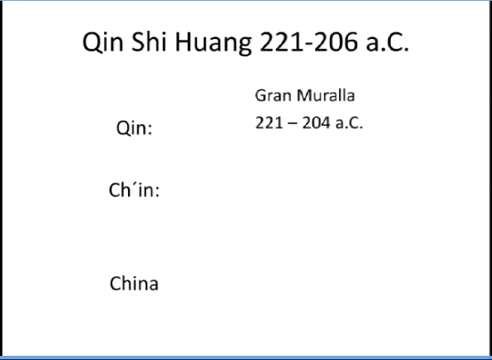 Qin Shi Huang 221-206 a.C.
Gran Muralla
221 – 204 a.C.
Qin:
Ch´in:
China